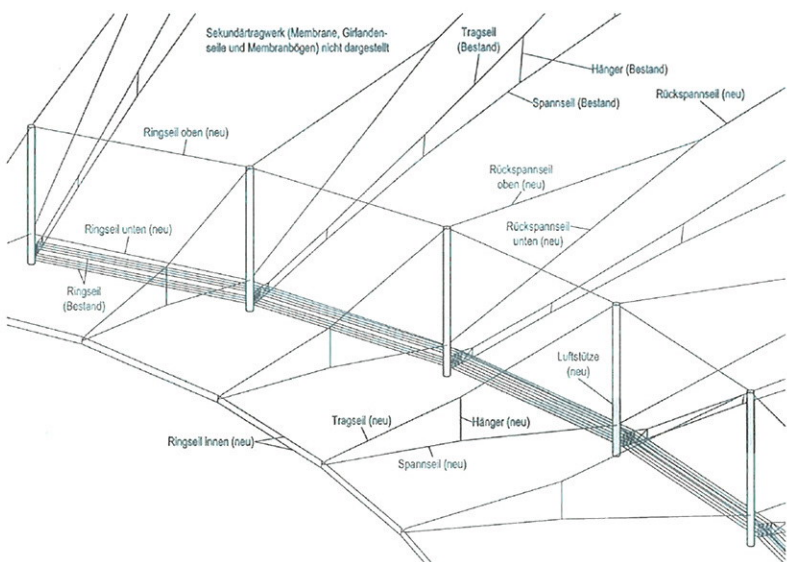 Sekundärtragwerk (Membrane, Girlanden-
seile und Membranbögen) nicht dargestellt
Tragseil
(Bestand)
Hänger (Bestand)
Spannseil (Bestand)
Rückspannseil (neu)
Ringseil oben (neu)
Rückspannseil
oben (neu)
Ringseil unten (neu)
Rückspannseil
unten (neu)
Ringseil
(Bestand)
Luftstütze
(neu)
Tragseil (neu)
Hänger (neu)
Ringseil innen (neu)
Spannseil (neu)